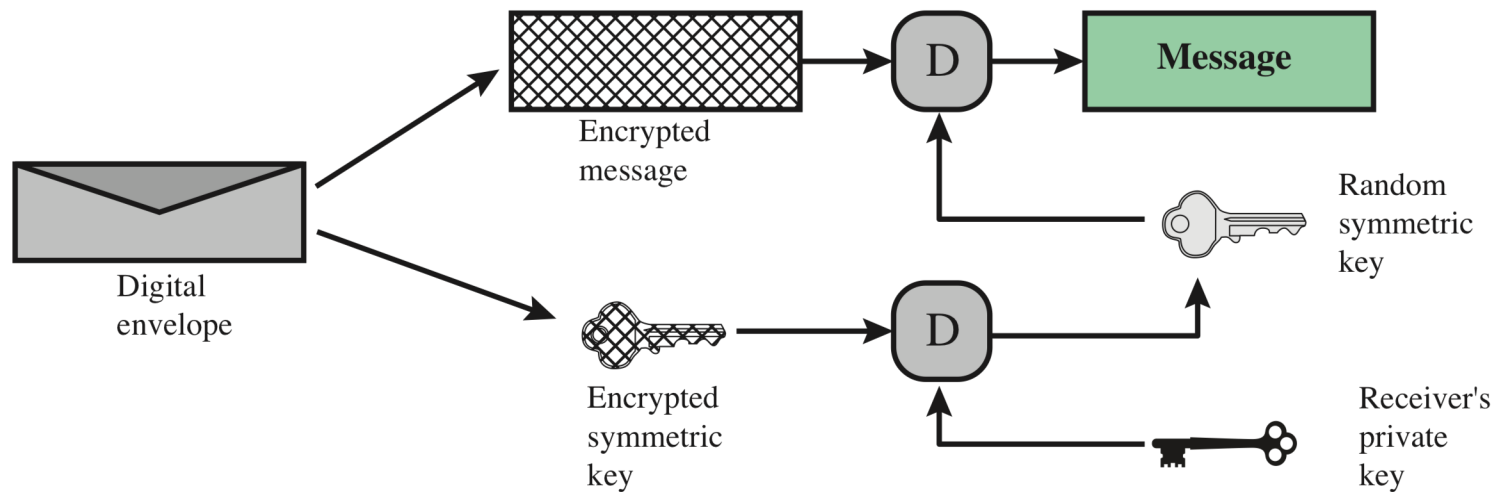 D
Message
Encrypted
message
Random
symmetric
key
Digital
envelope
D
Encrypted
symmetric
key
Receiver's
private
key